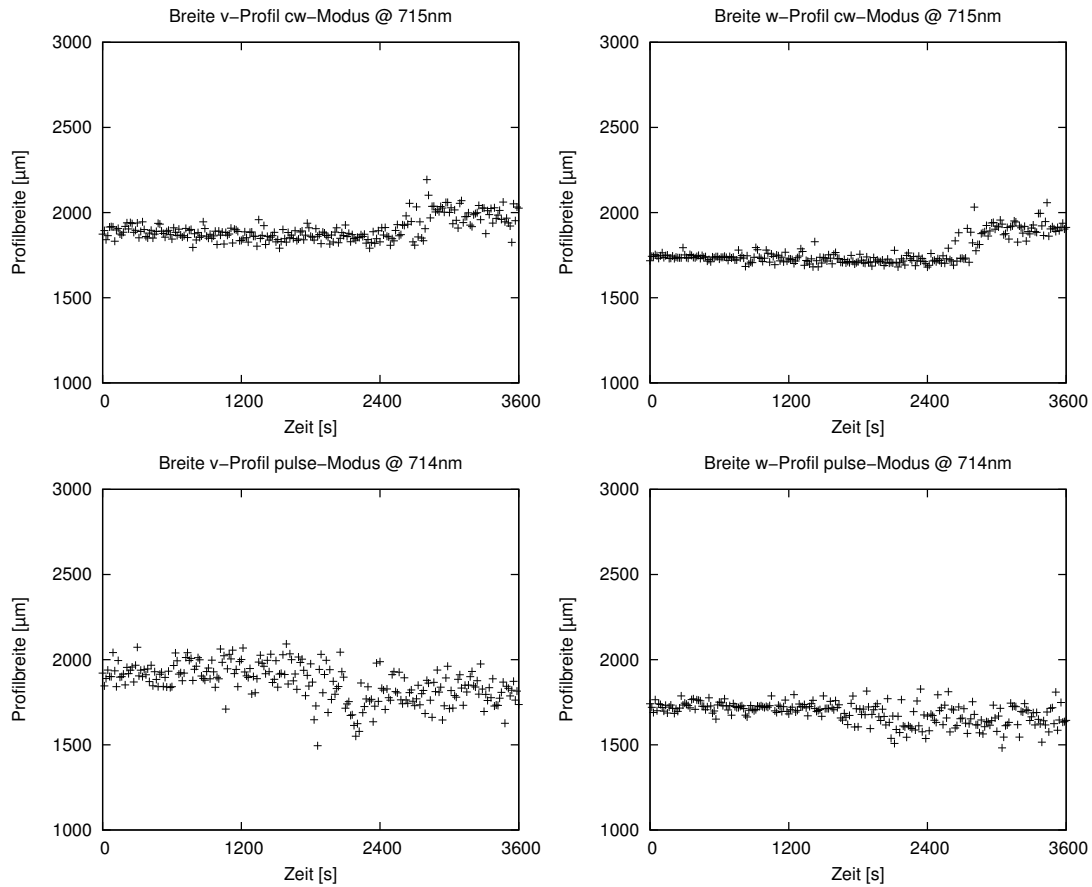 Breite v−Profil cw−Modus @ 715nm
3000
2500
2000
1500
1000
Profilbreite [µm]
0 1200 2400 3600
Zeit [s]
Breite w−Profil cw−Modus @ 715nm
3000
2500
2000
1500
1000
Profilbreite [µm]
0 1200 2400 3600
Zeit [s]
Breite v−Profil pulse−Modus @ 714nm
3000
2500
2000
1500
1000
Profilbreite [µm]
0 1200 2400 3600
Zeit [s]
Breite w−Profil pulse−Modus @ 714nm
3000
2500
2000
1500
1000
Profilbreite [µm]
0 1200 2400 3600
Zeit [s]